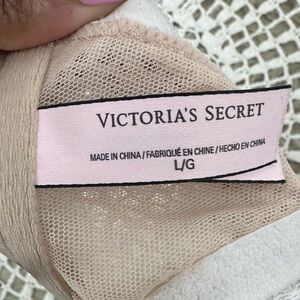 VICTORIA'S SECRET
MADE IN CHINA / FABRIQUÉ EN CHINE / HECHO EN CHINA
L/G